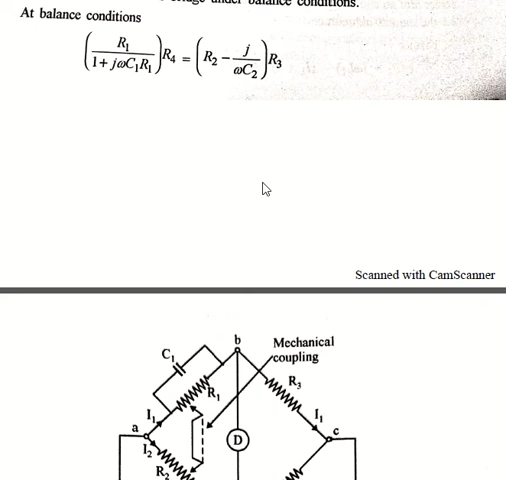 At balance conditions
(R₁ / (1 + jωC₁R₁)) R₄ = (R₂ − j / (ωC₂)) R₃
Scanned with CamScanner
b
Mechanical
coupling
C₁
R₁
R₃
I₁
I₁
a
c
D
I₂
R₂